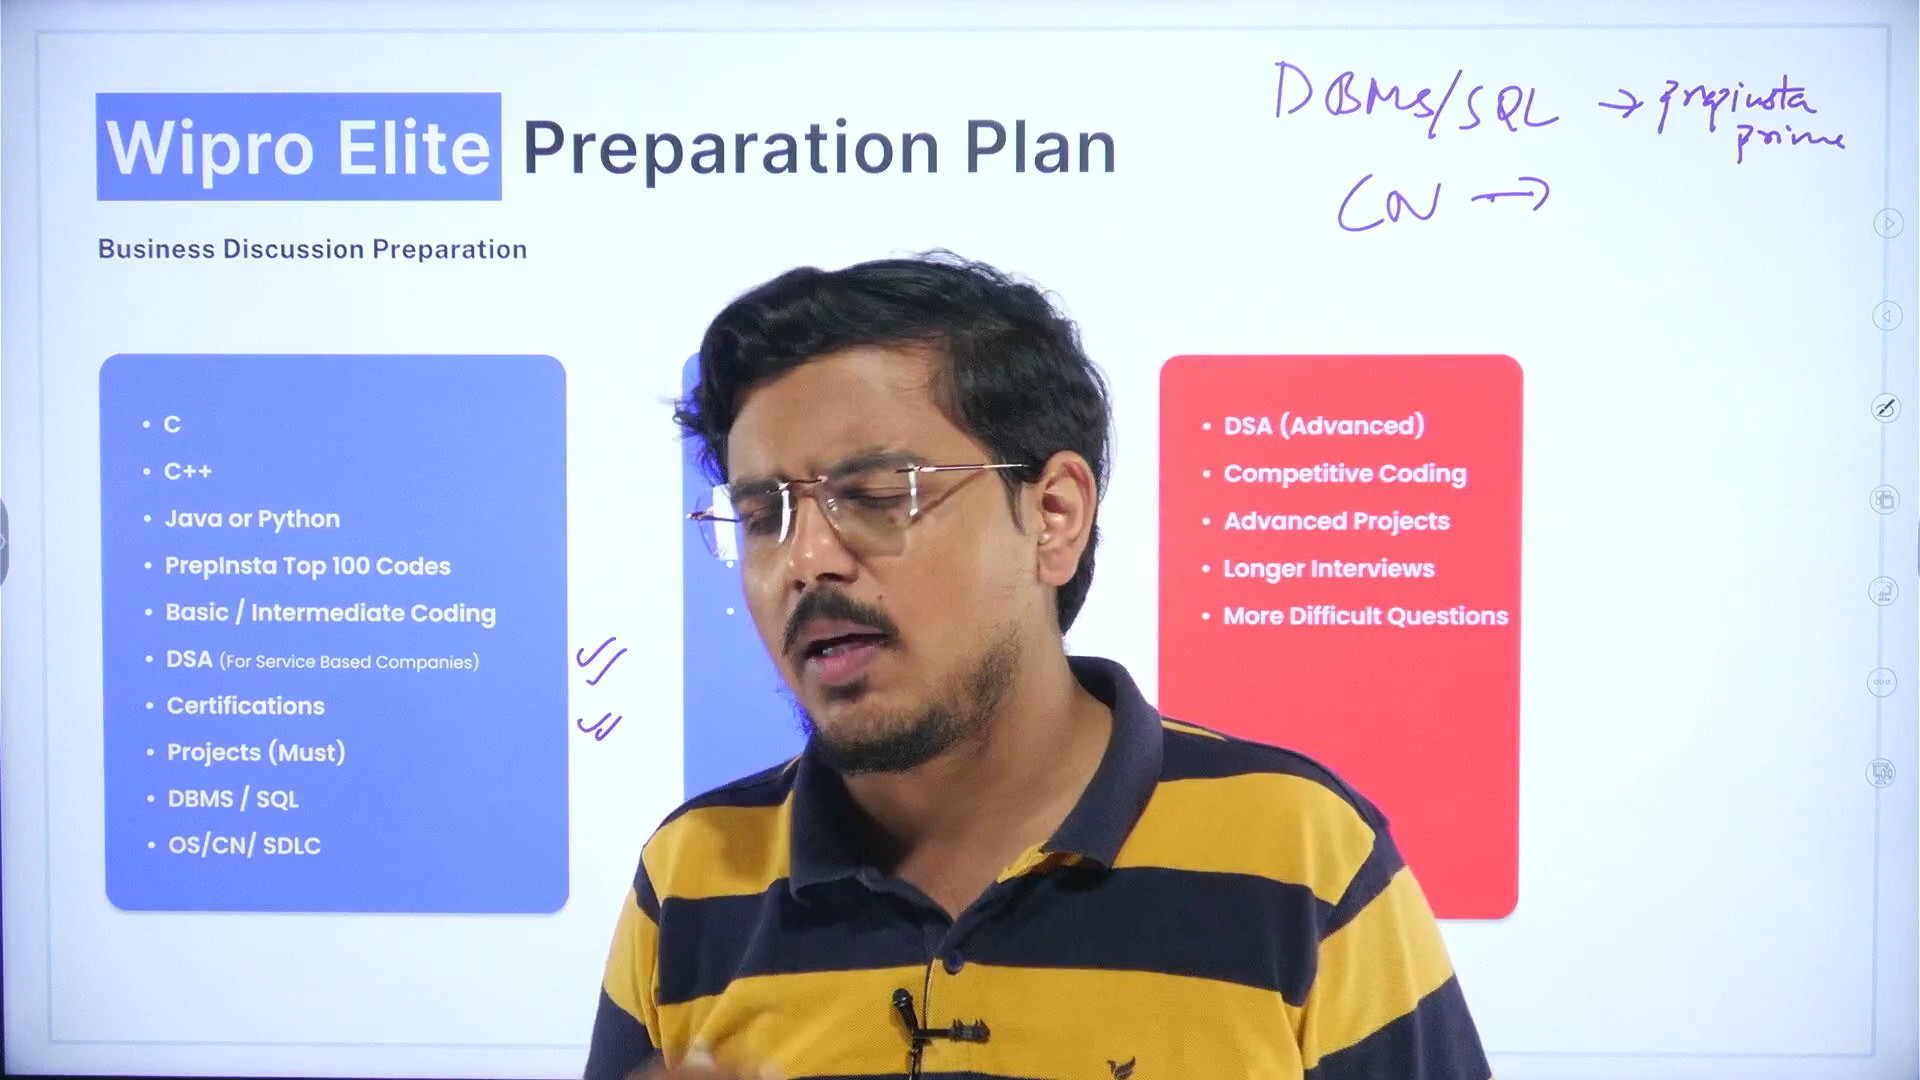 Wipro Elite Preparation Plan
DBMS/SQL → prepinsta
prime
CN →
Business Discussion Preparation
• C
• C++
• Java or Python
• PrepInsta Top 100 Codes
• Basic / Intermediate Coding
• DSA (For Service Based Companies)
• Certifications
• Projects (Must)
• DBMS / SQL
• OS/CN/ SDLC
• DSA (Advanced)
• Competitive Coding
• Advanced Projects
• Longer Interviews
• More Difficult Questions